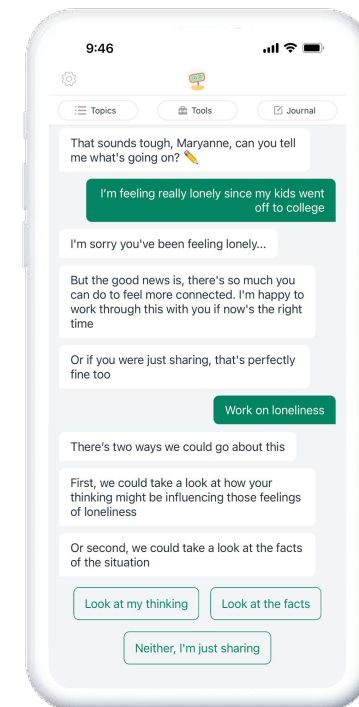 9:46
Topics
Tools
Journal
That sounds tough, Maryanne, can you tell
me what's going on? ✏️
I’m feeling really lonely since my kids went
off to college
I'm sorry you've been feeling lonely...
But the good news is, there's so much you
can do to feel more connected. I'm happy to
work through this with you if now's the right
time
Or if you were just sharing, that's perfectly
fine too
Work on loneliness
There’s two ways we could go about this
First, we could take a look at how your
thinking might be influencing those feelings
of loneliness
Or second, we could take a look at the facts
of the situation
Look at my thinking
Look at the facts
Neither, I'm just sharing